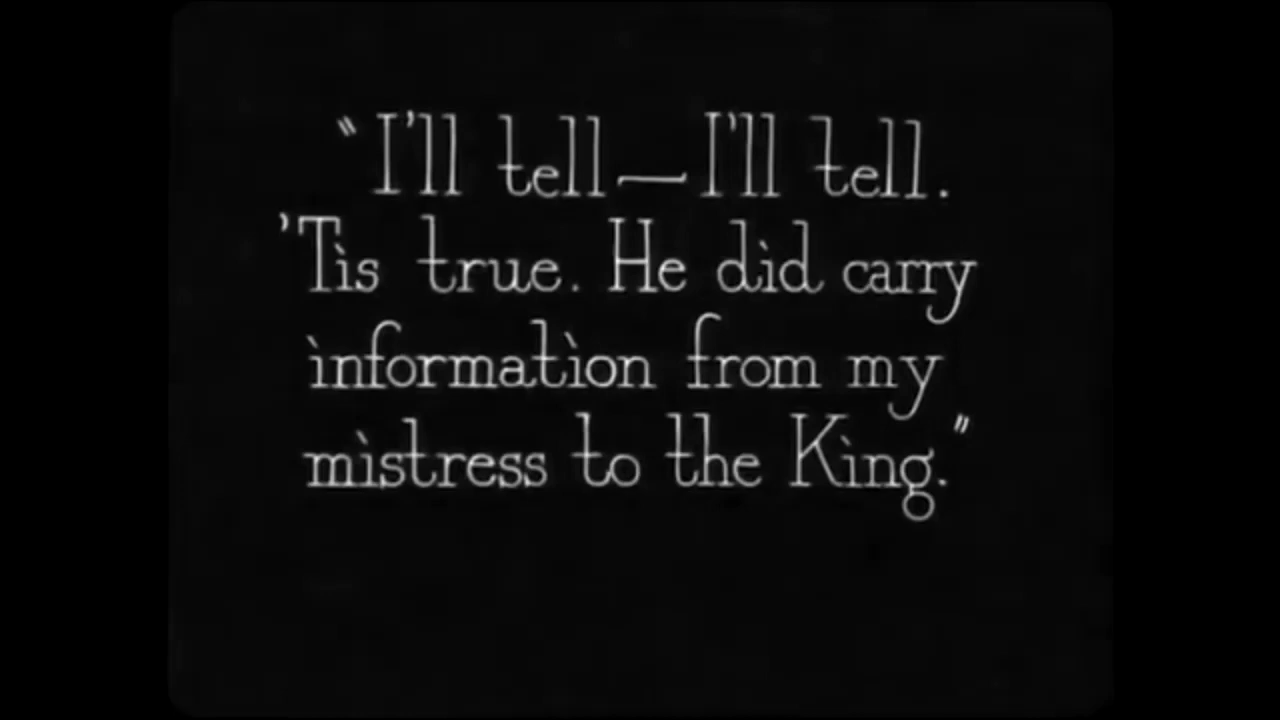 "I'll tell—I'll tell.
'Tis true. He did carry
information from my
mistress to the King."